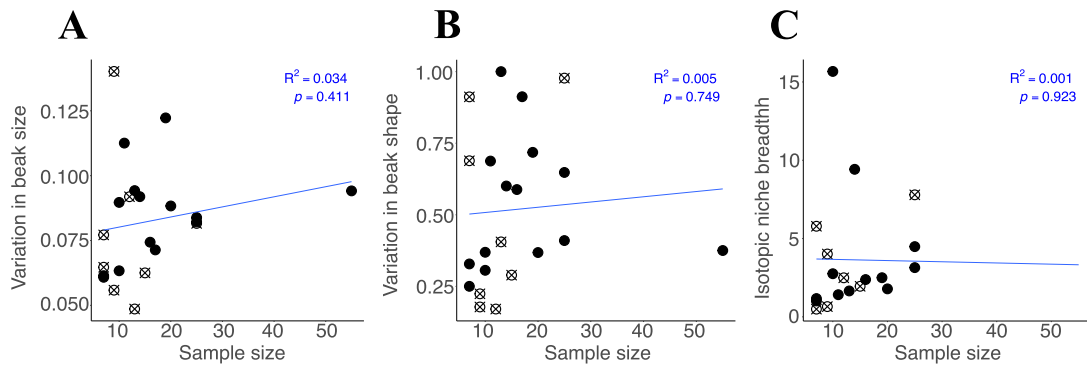 A
R² = 0.034
p = 0.411
Variation in beak size
0.125
0.100
0.075
0.050
10 20 30 40 50
Sample size
B
R² = 0.005
p = 0.749
Variation in beak shape
1.00
0.75
0.50
0.25
10 20 30 40 50
Sample size
C
R² = 0.001
p = 0.923
Isotopic niche breadthh
15
10
5
0
10 20 30 40 50
Sample size